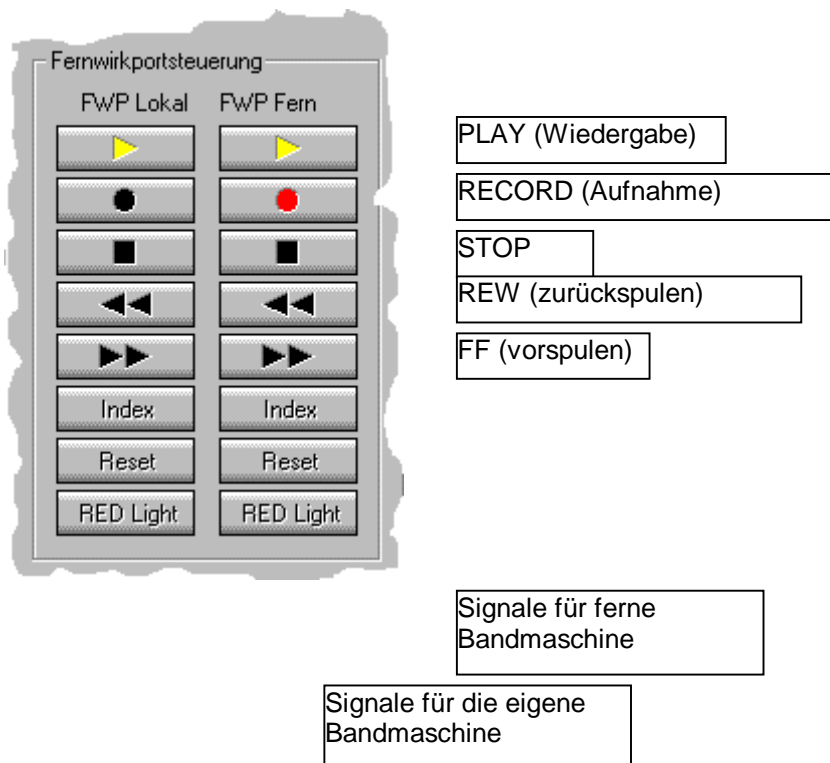 Fernwirkportsteuerung
FWP Lokal FWP Fern
PLAY (Wiedergabe)
RECORD (Aufnahme)
STOP
REW (zurückspulen)
FF (vorspulen)
Index Index
Reset Reset
RED Light RED Light
Signale für ferne
Bandmaschine
Signale für die eigene
Bandmaschine